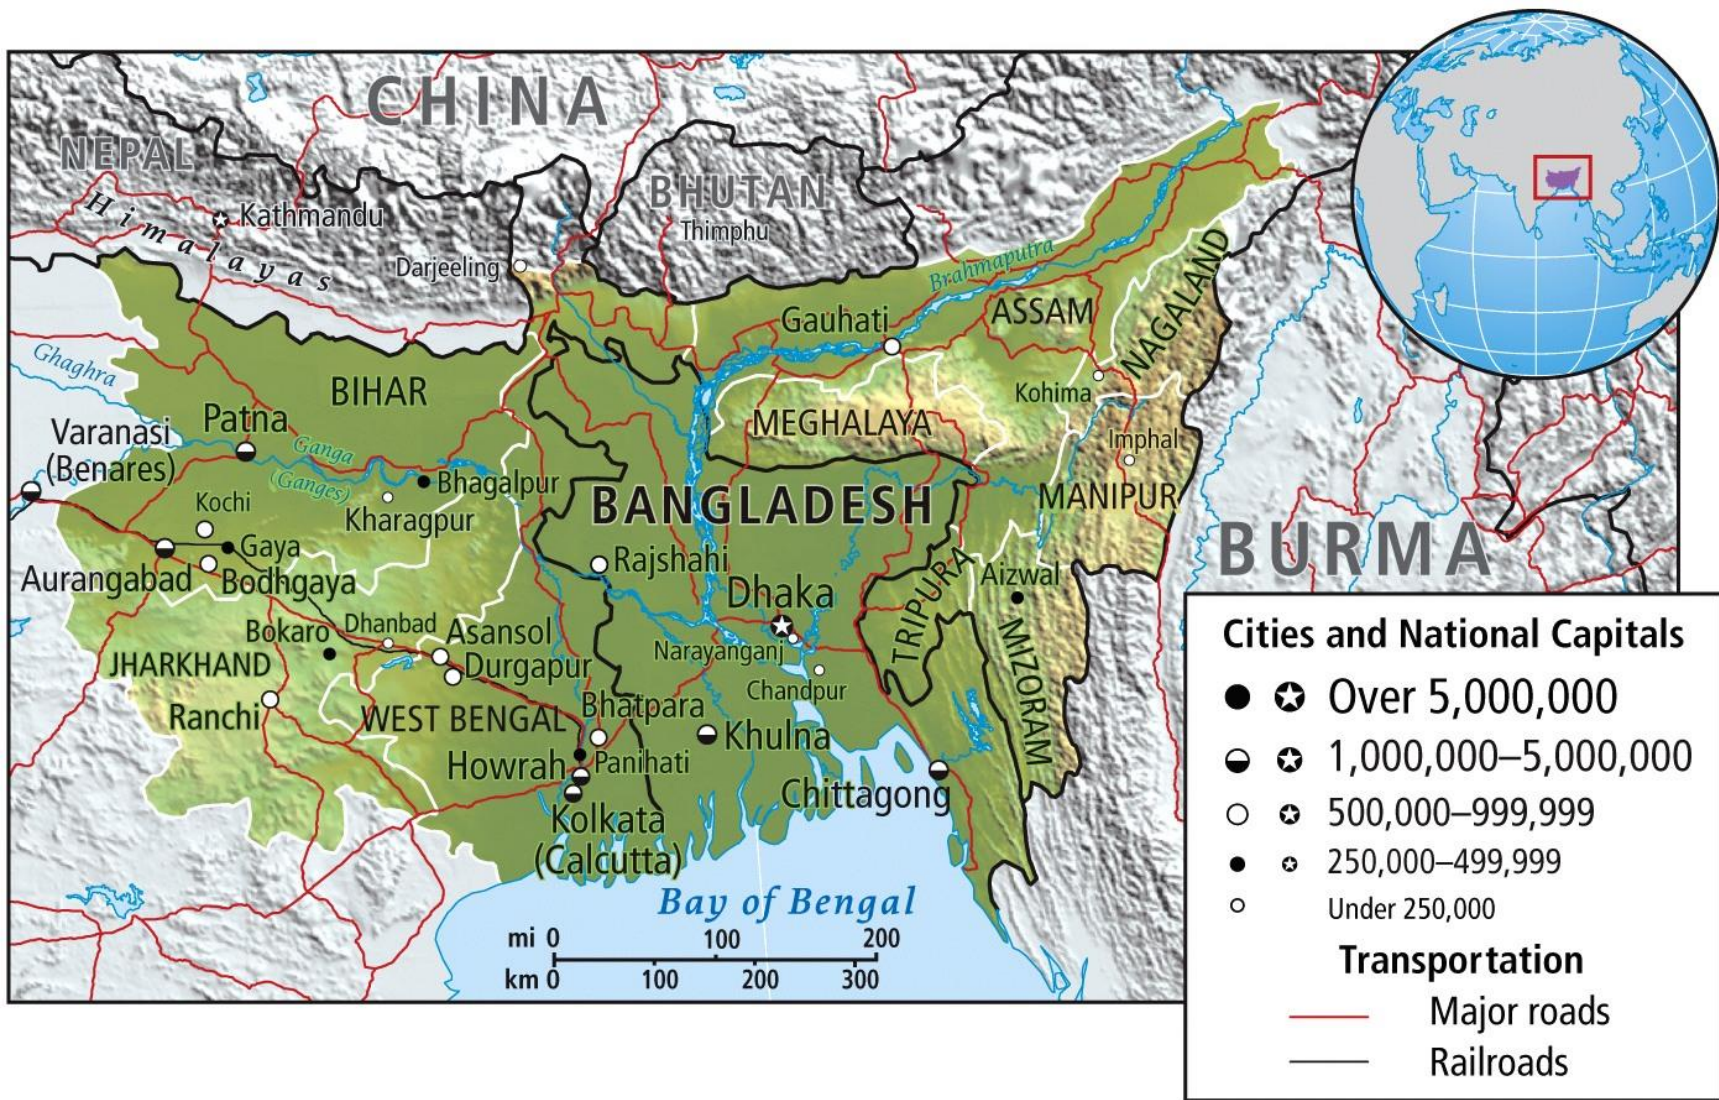 CHINA
NEPAL
Kathmandu
Himalayas
BHUTAN
Thimphu
Darjeeling
Brahmaputra
NAGALAND
ASSAM
Gauhati
Kohima
Ghaghra
BIHAR
Patna
MEGHALAYA
Imphal
Varanasi
(Benares)
Ganga
(Ganges)
Bhagalpur
Kochi
Kharagpur
BANGLADESH
MANIPUR
BURMA
Gaya
Rajshahi
Aurangabad
Bodhgaya
Dhaka
TRIPURA
Aizwal
Bokaro
Dhanbad
Asansol
JHARKHAND
Durgapur
Narayanganj
Chandpur
MIZORAM
Ranchi
WEST BENGAL
Bhatpara
Khulna
Howrah
Panihati
Chittagong
Kolkata
(Calcutta)
Bay of Bengal
mi 0 100 200
km 0 100 200 300
Cities and National Capitals
Over 5,000,000
1,000,000–5,000,000
500,000–999,999
250,000–499,999
Under 250,000
Transportation
Major roads
Railroads